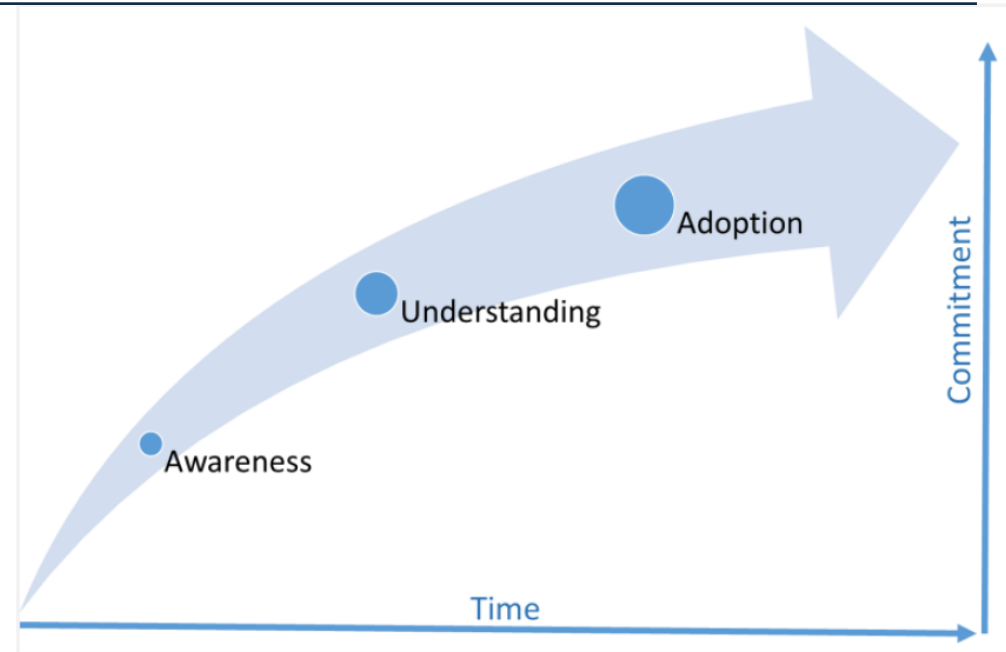 Adoption
Understanding
Awareness
Commitment
Time